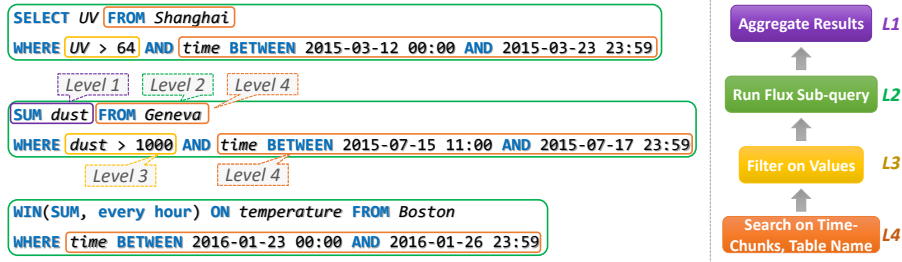 SELECT UV FROM Shanghai
WHERE UV > 64 AND time BETWEEN 2015-03-12 00:00 AND 2015-03-23 23:59
Level 1 Level 2 Level 4
SUM dust FROM Geneva
WHERE dust > 1000 AND time BETWEEN 2015-07-15 11:00 AND 2015-07-17 23:59
Level 3 Level 4
WIN(SUM, every hour) ON temperature FROM Boston
WHERE time BETWEEN 2016-01-23 00:00 AND 2016-01-26 23:59
Aggregate Results L1
Run Flux Sub-query L2
Filter on Values L3
Search on Time-
Chunks, Table Name L4